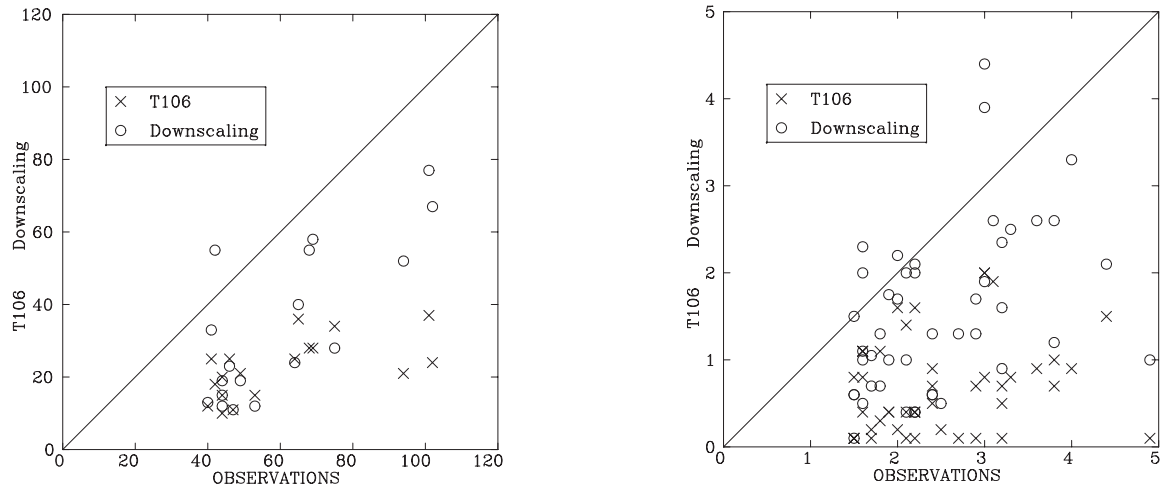 120
100
80
60
40
20
0
T106 Downscaling
T106
Downscaling
0 20 40 60 80 100 120
OBSERVATIONS
5
4
3
2
1
0
T106 Downscaling
T106
Downscaling
0 1 2 3 4 5
OBSERVATIONS